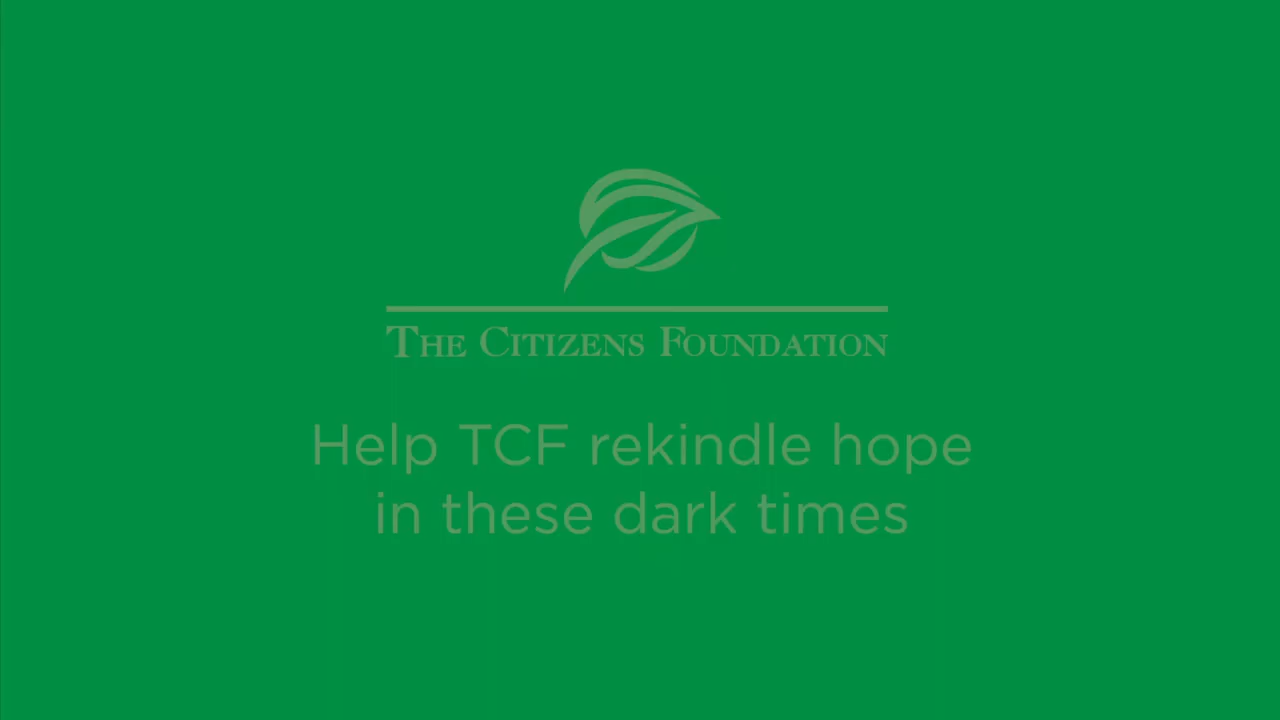 THE CITIZENS FOUNDATION
Help TCF rekindle hope
in these dark times